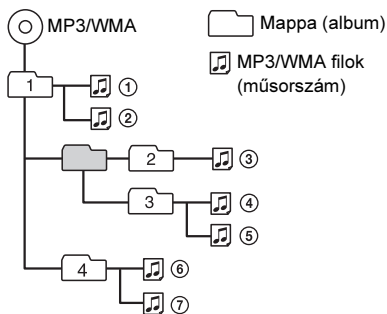 MP3/WMA
Mappa (album)
MP3/WMA filok
(műsorszám)
1
①
②
2
③
3
④
⑤
4
⑥
⑦